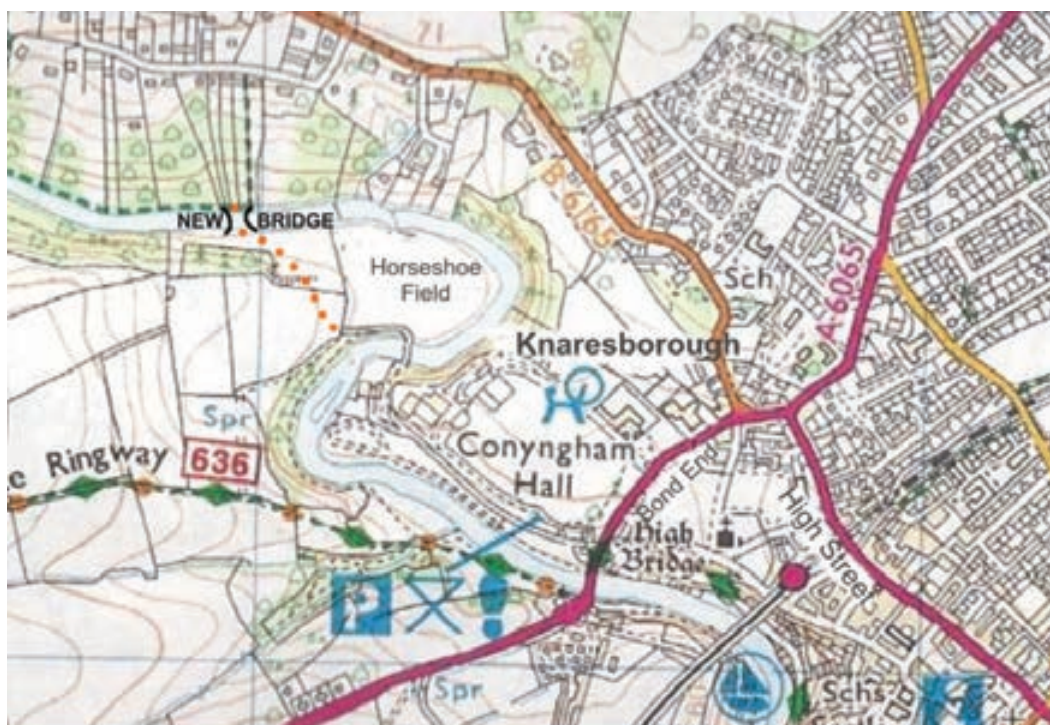 71
NEW BRIDGE
Horseshoe
Field
B 6165
A 6065
Sch
Knaresborough
Spr
Conyngham
Hall
e Ringway
636
Bond End
High
Bridge
High Street
P
Spr
Schs